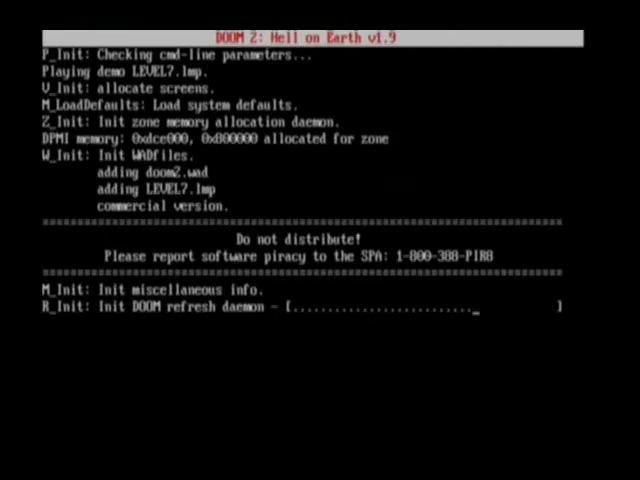 DOOM 2: Hell on Earth v1.9
P_Init: Checking cmd-line parameters...
Playing demo LEVEL7.lmp.
V_Init: allocate screens.
M_LoadDefaults: Load system defaults.
Z_Init: Init zone memory allocation daemon.
DPMI memory: 0xdce000, 0x800000 allocated for zone
W_Init: Init WADfiles.
adding doom2.wad
adding LEVEL7.lmp
commercial version.
===========================================================================
Do not distribute!
Please report software piracy to the SPA: 1-800-388-PIR8
===========================================================================
M_Init: Init miscellaneous info.
R_Init: Init DOOM refresh daemon - [.........................._ ]